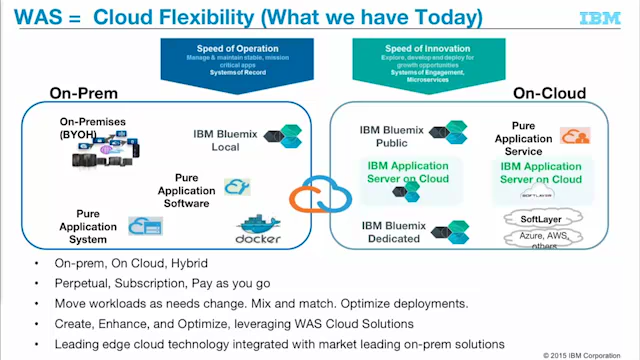 WAS = Cloud Flexibility (What we have Today)
IBM
Speed of Operation
Manage & maintain stable, mission
critical apps
Systems of Record
Speed of Innovation
Explore, develop and deploy for
growth opportunities
Systems of Engagement,
Microservices
On-Prem
On-Cloud
On-Premises
(BYOH)
IBM Bluemix
Local
Pure
Application
Software
Pure
Application
System
docker
IBM Bluemix
Public
Pure
Application
Service
IBM Application
Server on Cloud
IBM Application
Server on Cloud
SOFTLAYER
IBM Bluemix
Dedicated
SoftLayer
Azure, AWS,
others
• On-prem, On Cloud, Hybrid
• Perpetual, Subscription, Pay as you go
• Move workloads as needs change. Mix and match. Optimize deployments.
• Create, Enhance, and Optimize, leveraging WAS Cloud Solutions
• Leading edge cloud technology integrated with market leading on-prem solutions
© 2015 IBM Corporation